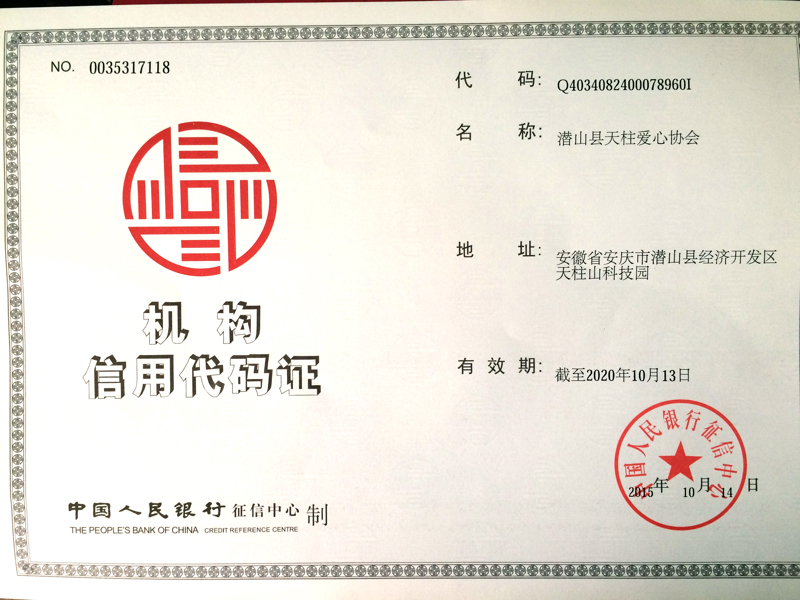 NO. 0035317118
机构
信用代码证
中国人民银行征信中心 制
THE PEOPLE'S BANK OF CHINA CREDIT REFERENCE CENTRE
代码: Q4034082400078960I
名称: 潜山县天柱爱心协会
地址: 安徽省安庆市潜山县经济开发区
天柱山科技园
有效期: 截至2020年10月13日
中国人民银行征信中心
2015年 10月 14日